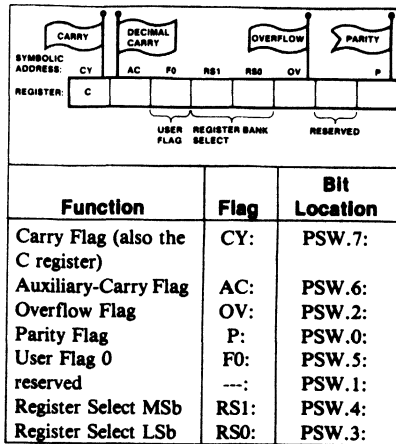 CARRY DECIMAL CARRY OVERFLOW PARITY
SYMBOLIC
ADDRESS: CY AC F0 RS1 RS0 OV P
REGISTER: C
USER FLAG REGISTER BANK SELECT RESERVED
Function Flag Bit Location
Carry Flag (also the C register) CY: PSW.7:
Auxiliary-Carry Flag AC: PSW.6:
Overflow Flag OV: PSW.2:
Parity Flag P: PSW.0:
User Flag 0 F0: PSW.5:
reserved ---: PSW.1:
Register Select MSb RS1: PSW.4:
Register Select LSb RS0: PSW.3: